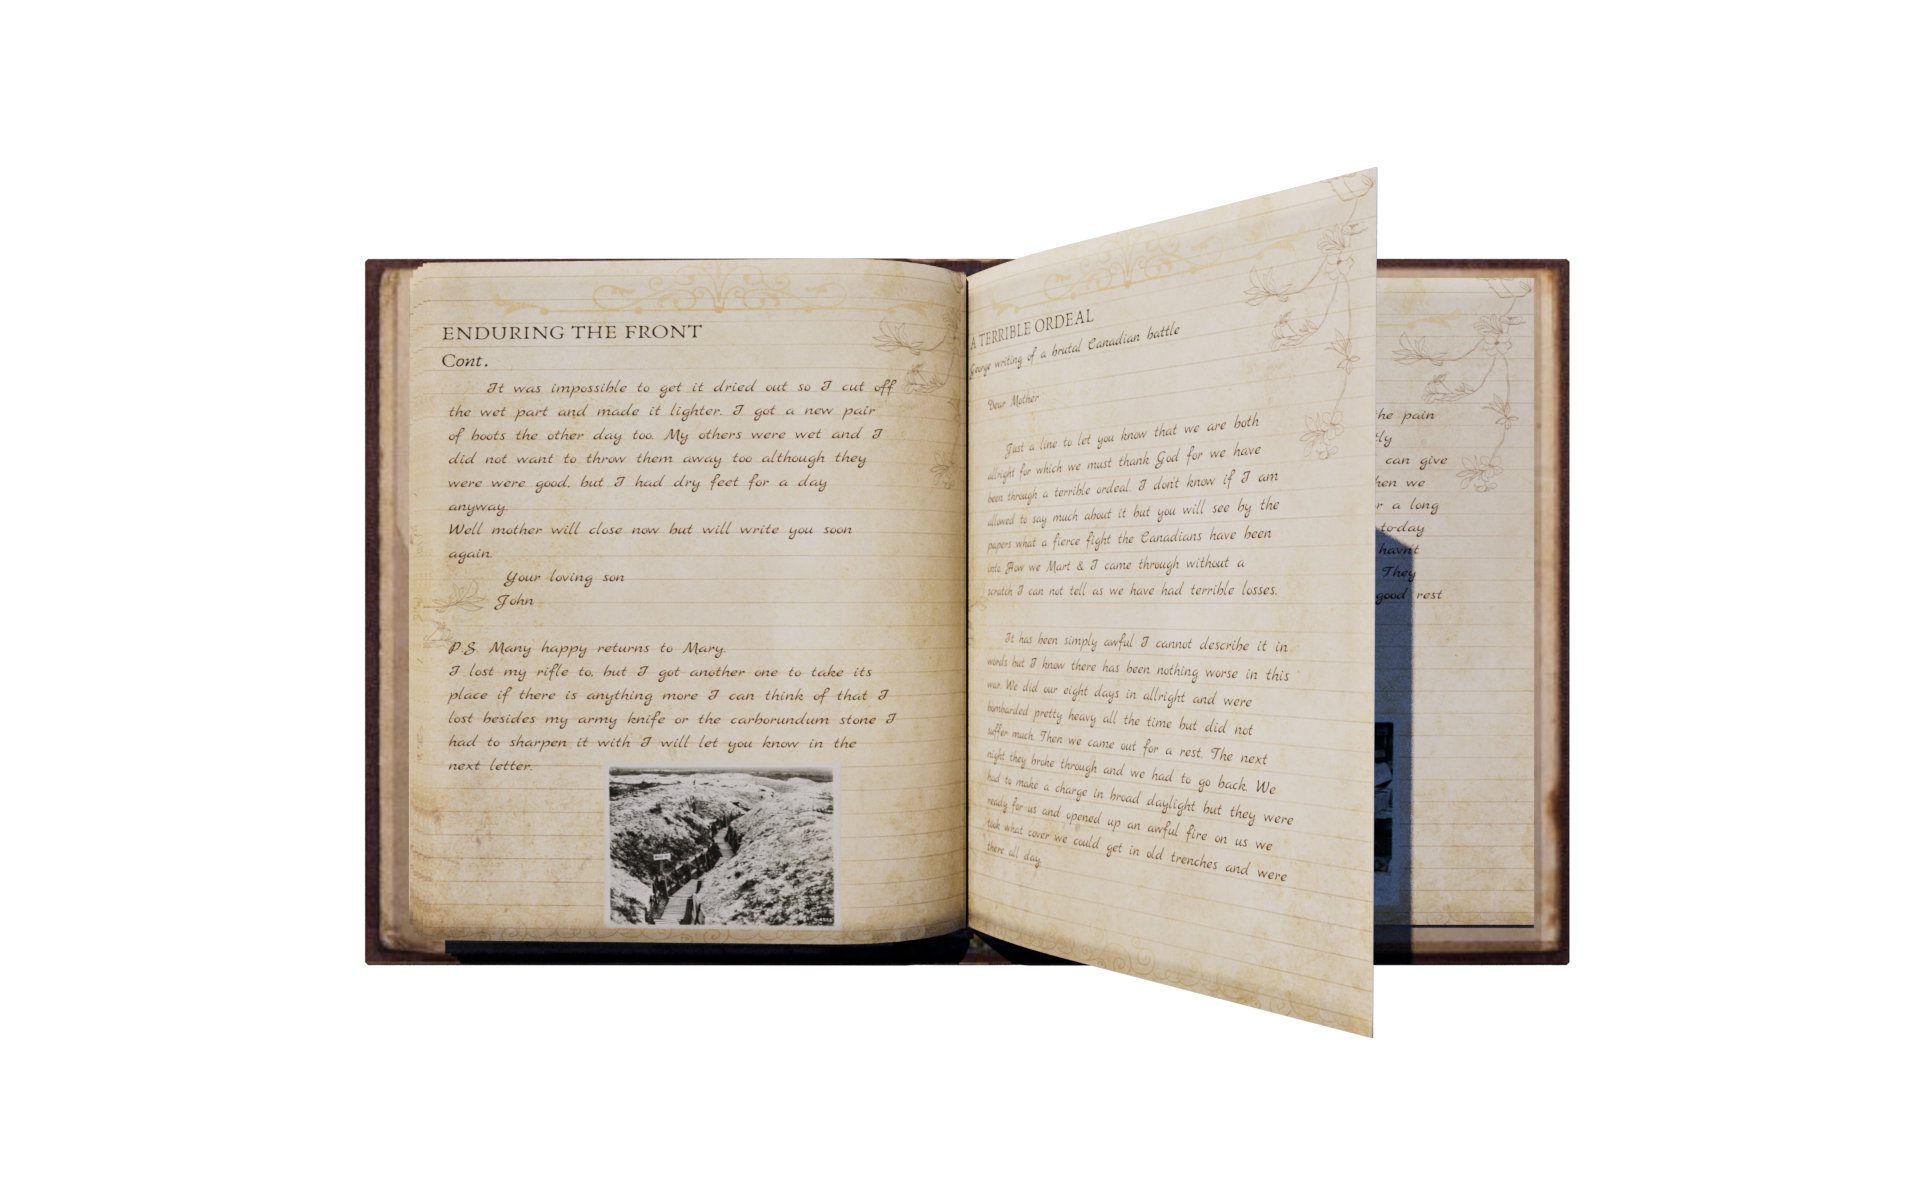 ENDURING THE FRONT
Cont.
It was impossible to get it dried out so I cut off
the wet part and made it lighter. I got a new pair
of boots the other day too. My others were wet and I
did not want to throw them away too although they
were were good, but I had dry feet for a day
anyway.
Well mother will close now but will write you soon
again.
Your loving son
John
P.S. Many happy returns to Mary.
I lost my rifle to, but I got another one to take its
place if there is anything more I can think of that I
lost besides my army knife or the carborundum stone I
had to sharpen it with I will let you know in the
next letter.
A TERRIBLE ORDEAL
George writing of a brutal Canadian battle
Dear Mother
Just a line to let you know that we are both
allright for which we must thank God for we have
been through a terrible ordeal. I don't know if I am
allowed to say much about it but you will see by the
papers what a fierce fight the Canadians have been
into. How we Mart & I came through without a
scratch I can not tell as we have had terrible losses.
It has been simply awful I cannot describe it in
words but I know there has been nothing worse in this
war. We did our eight days in allright and were
bombarded pretty heavy all the time but did not
suffer much. Then we came out for a rest. The next
night they broke through and we had to go back. We
had to make a charge in broad daylight but they were
ready for us and opened up an awful fire on us we
took what cover we could get in old trenches and were
there all day.
the pain
can give
when we
r a long
to-day
havnt
They
good rest